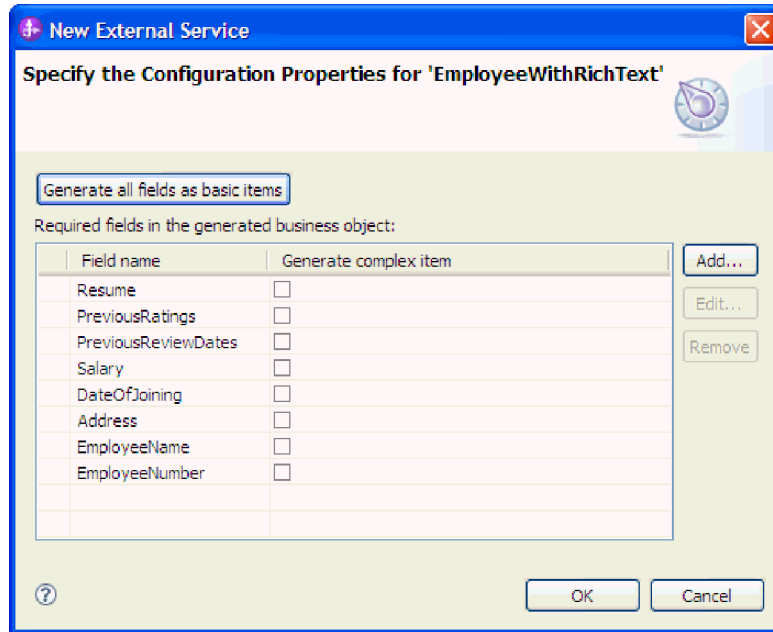 New External Service
Specify the Configuration Properties for 'EmployeeWithRichText'
Generate all fields as basic items
Required fields in the generated business object:
Field name Generate complex item
Add...
Resume
Edit...
PreviousRatings
PreviousReviewDates
Remove
Salary
DateOfJoining
Address
EmployeeName
EmployeeNumber
? OK Cancel